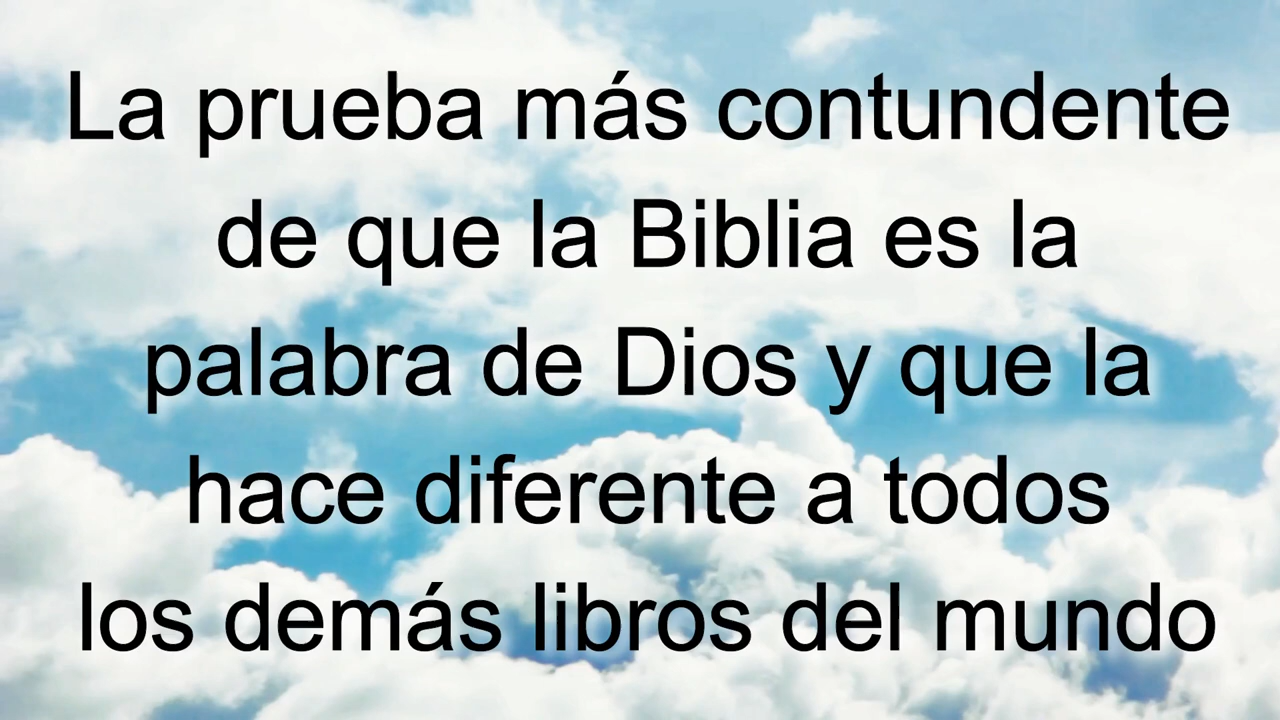 La prueba más contundente
de que la Biblia es la
palabra de Dios y que la
hace diferente a todos
los demás libros del mundo